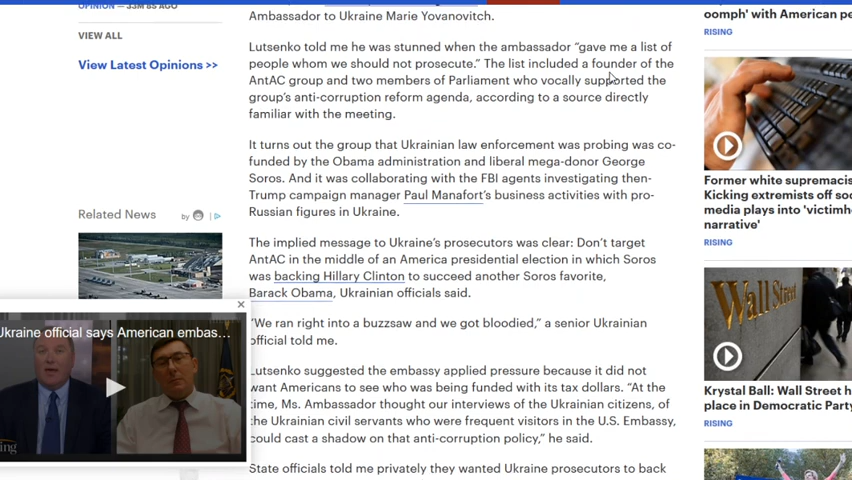 OPINION — 33M 8S AGO
VIEW ALL
View Latest Opinions >>
Related News
by
Ukraine official says American embas...
ing
Ambassador to Ukraine Marie Yovanovitch.
Lutsenko told me he was stunned when the ambassador “gave me a list of
people whom we should not prosecute.” The list included a founder of the
AntAC group and two members of Parliament who vocally supported the
group’s anti-corruption reform agenda, according to a source directly
familiar with the meeting.
It turns out the group that Ukrainian law enforcement was probing was co-
funded by the Obama administration and liberal mega-donor George
Soros. And it was collaborating with the FBI agents investigating then-
Trump campaign manager Paul Manafort’s business activities with pro-
Russian figures in Ukraine.
The implied message to Ukraine’s prosecutors was clear: Don’t target
AntAC in the middle of an America presidential election in which Soros
was backing Hillary Clinton to succeed another Soros favorite,
Barack Obama, Ukrainian officials said.
“We ran right into a buzzsaw and we got bloodied,” a senior Ukrainian
official told me.
Lutsenko suggested the embassy applied pressure because it did not
want Americans to see who was being funded with its tax dollars. “At the
time, Ms. Ambassador thought our interviews of the Ukrainian citizens, of
the Ukrainian civil servants who were frequent visitors in the U.S. Embassy,
could cast a shadow on that anti-corruption policy,” he said.
State officials told me privately they wanted Ukraine prosecutors to back
oomph' with American pe
RISING
Former white supremacis
Kicking extremists off soc
media plays into 'victimh
narrative'
RISING
Wall Street
Krystal Ball: Wall Street h
place in Democratic Party
RISING